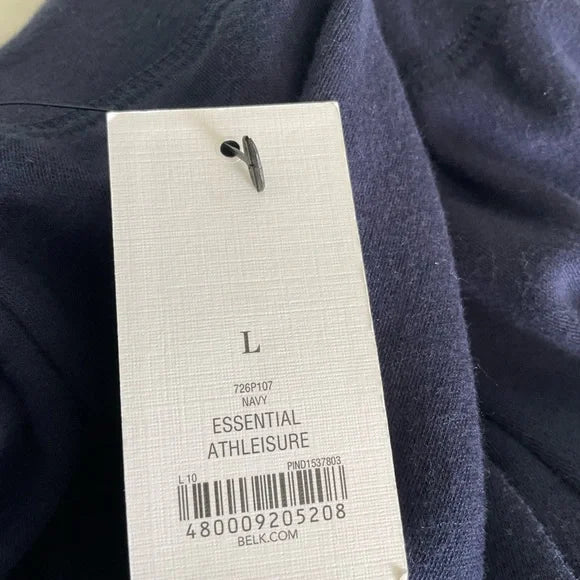 L
726P107
NAVY
ESSENTIAL
ATHLEISURE
L 10 PIND1537803
480009205208
BELK.COM